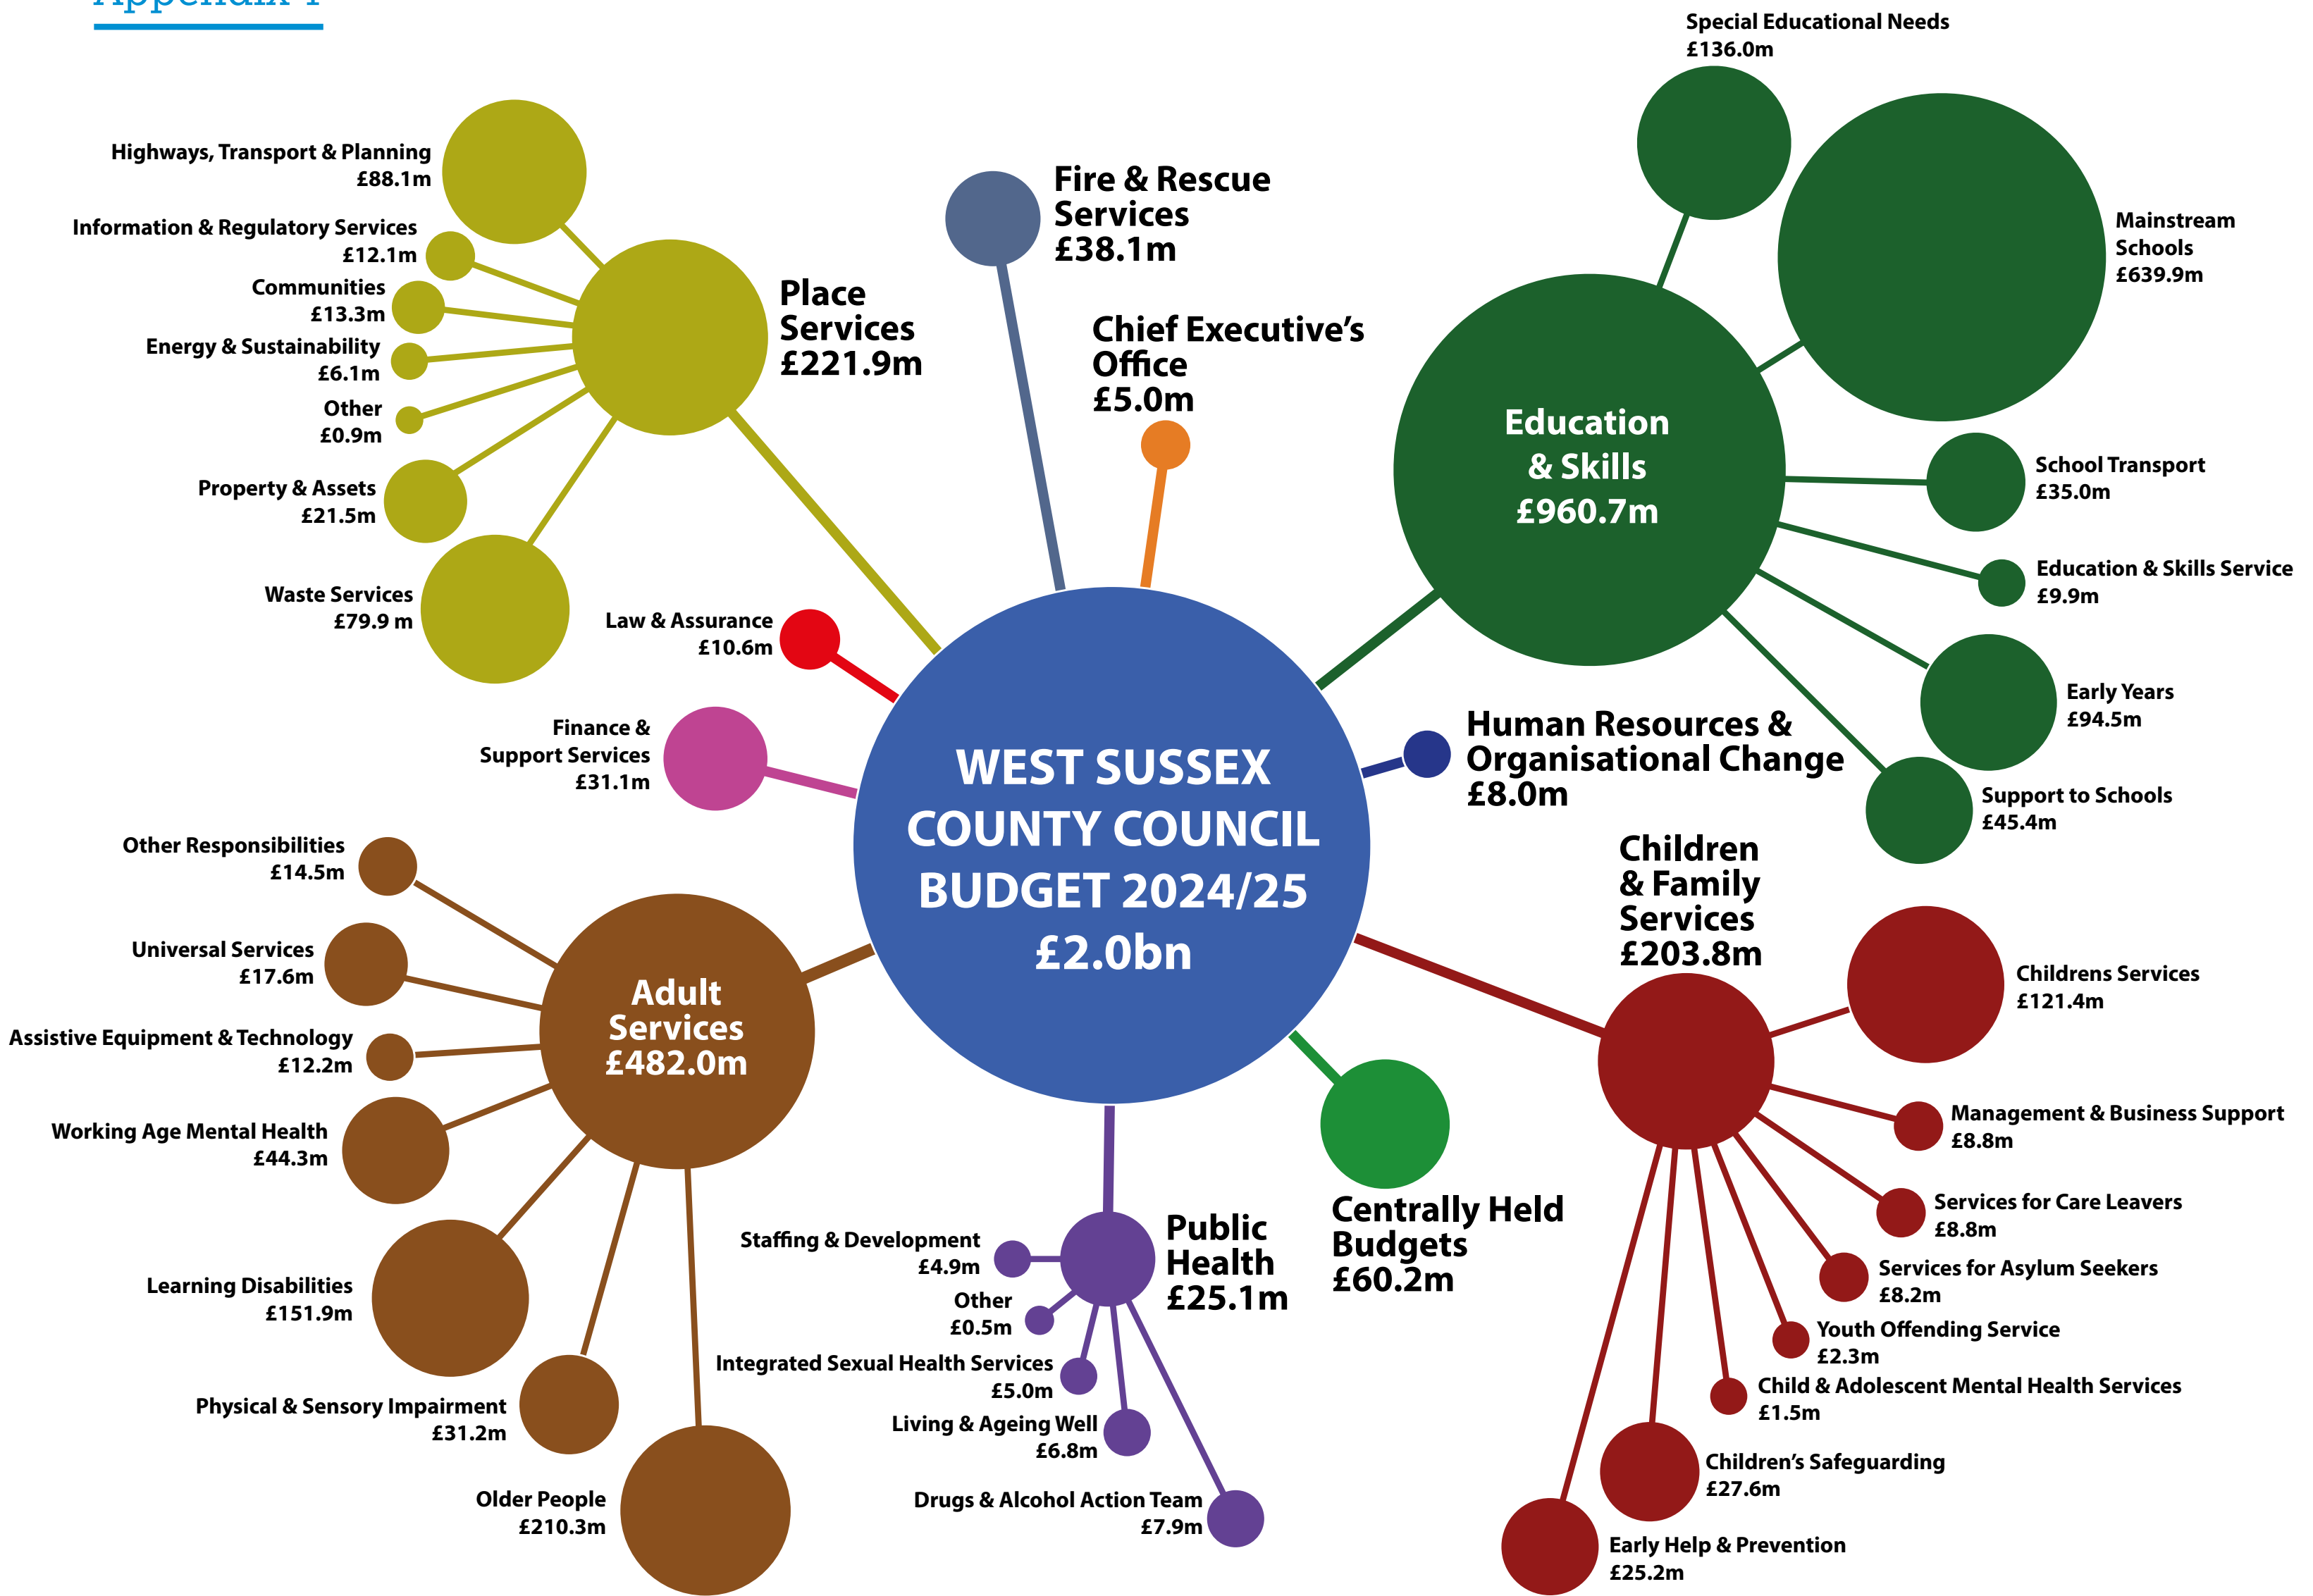 Appendix 1
Special Educational Needs
£136.0m
Highways, Transport & Planning
£88.1m
Fire & Rescue
Services
£38.1m
Mainstream
Schools
£639.9m
Information & Regulatory Services
£12.1m
Communities
£13.3m
Place
Services
£221.9m
Chief Executive’s
Office
£5.0m
Energy & Sustainability
£6.1m
Other
£0.9m
Education
& Skills
£960.7m
Property & Assets
£21.5m
School Transport
£35.0m
Education & Skills Service
£9.9m
Waste Services
£79.9 m
Law & Assurance
£10.6m
Early Years
£94.5m
Finance &
Support Services
£31.1m
Human Resources &
Organisational Change
£8.0m
WEST SUSSEX
COUNTY COUNCIL
BUDGET 2024/25
£2.0bn
Support to Schools
£45.4m
Other Responsibilities
£14.5m
Children
& Family
Services
£203.8m
Universal Services
£17.6m
Childrens Services
£121.4m
Adult
Services
£482.0m
Assistive Equipment & Technology
£12.2m
Working Age Mental Health
£44.3m
Management & Business Support
£8.8m
Services for Care Leavers
£8.8m
Centrally Held
Budgets
£60.2m
Public
Health
£25.1m
Staffing & Development
£4.9m
Services for Asylum Seekers
£8.2m
Learning Disabilities
£151.9m
Other
£0.5m
Youth Offending Service
£2.3m
Integrated Sexual Health Services
£5.0m
Child & Adolescent Mental Health Services
£1.5m
Physical & Sensory Impairment
£31.2m
Living & Ageing Well
£6.8m
Children’s Safeguarding
£27.6m
Older People
£210.3m
Drugs & Alcohol Action Team
£7.9m
Early Help & Prevention
£25.2m